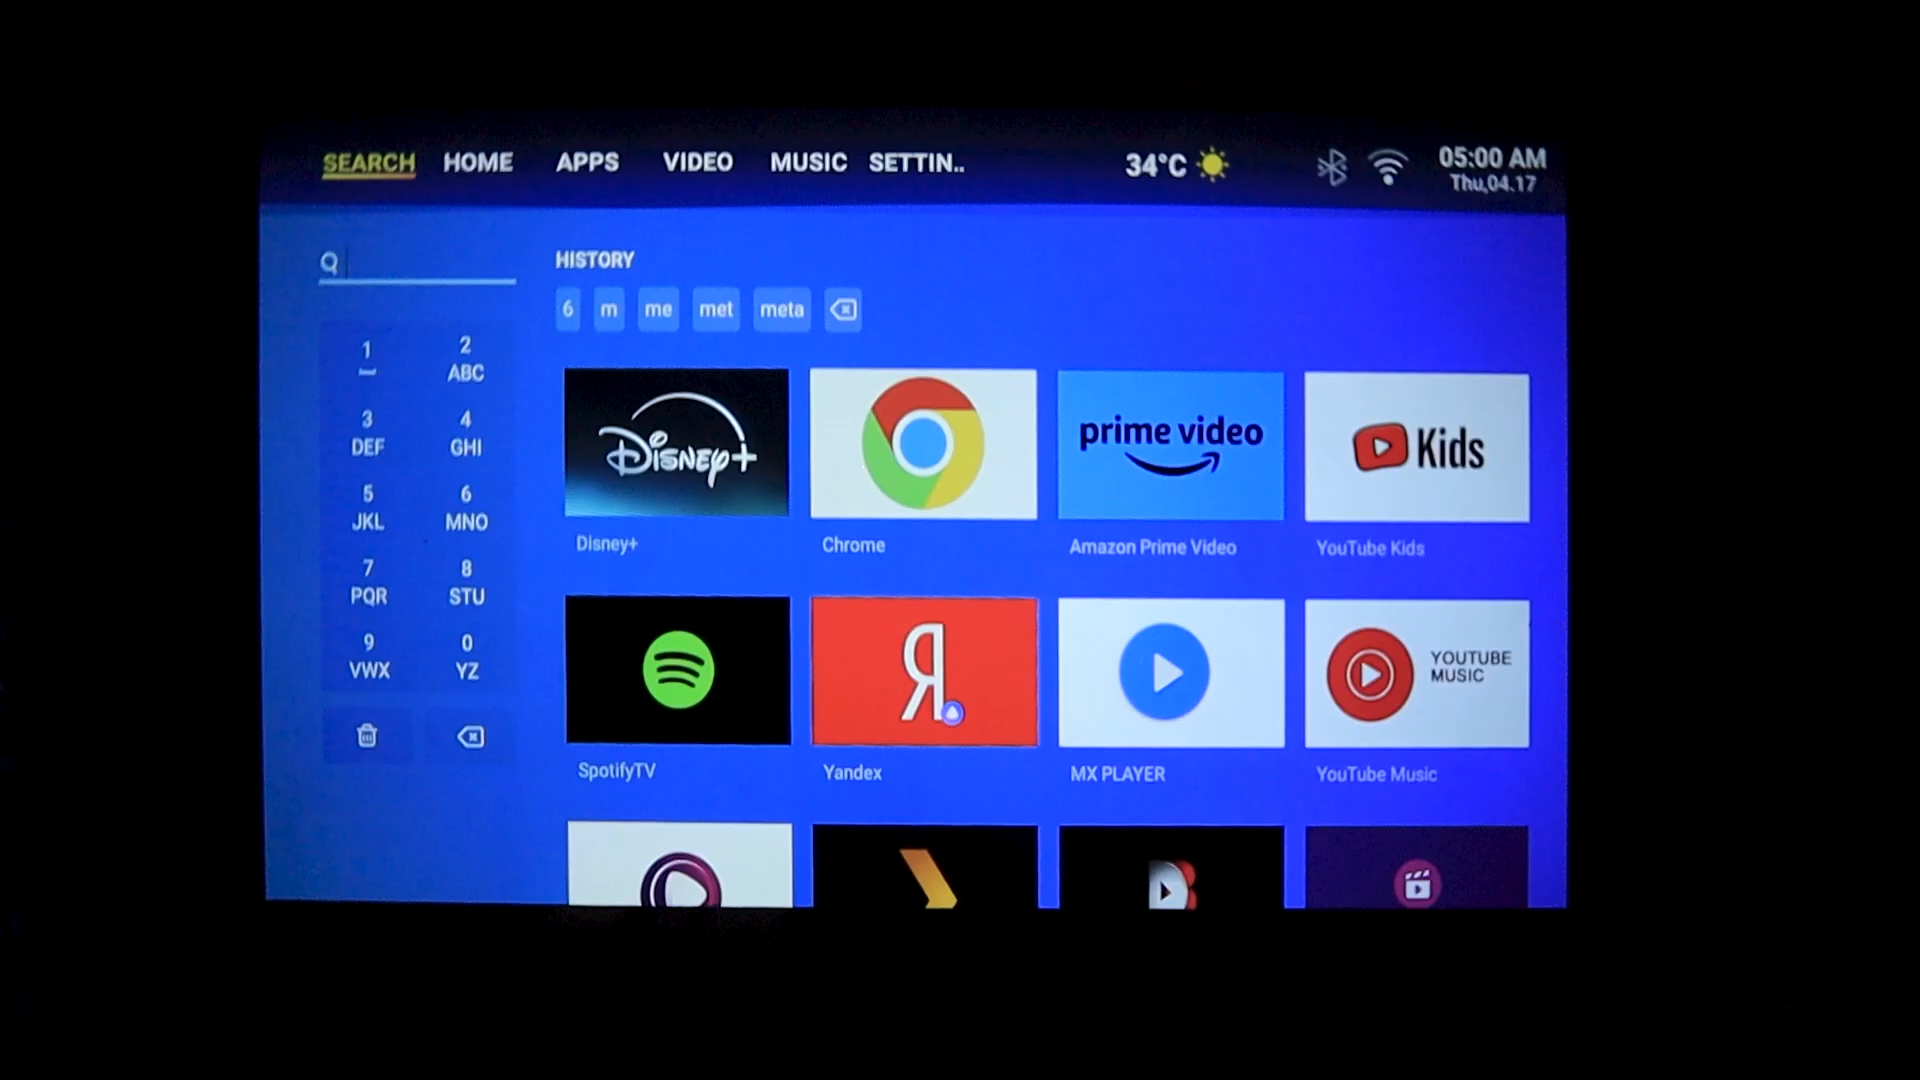 SEARCH HOME APPS VIDEO MUSIC SETTIN.. 34°C 05:00 AM
Thu,04.17
HISTORY
6 m me met meta
1 2
ABC
3 4
DEF GHI
5 6
JKL MNO
7 8
PQR STU
9 0
VWX YZ
Disney+ prime video Kids
Disney+ Chrome Amazon Prime Video YouTube Kids
Я YOUTUBE
MUSIC
SpotifyTV Yandex MX PLAYER YouTube Music